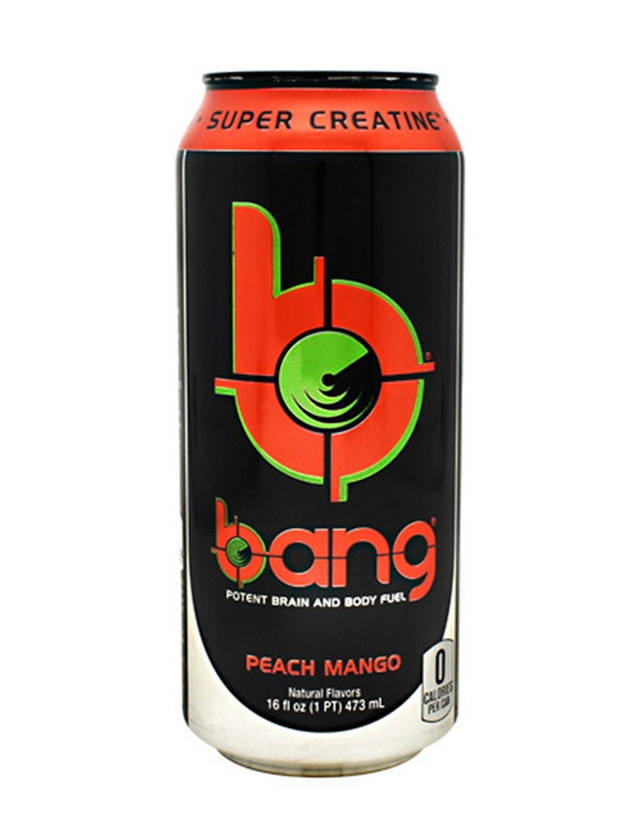 SUPER CREATINE™
b®
bang®
POTENT BRAIN AND BODY FUEL
PEACH MANGO
Natural Flavors
16 fl oz (1 PT) 473 mL
0
CALORIES
PER CAN